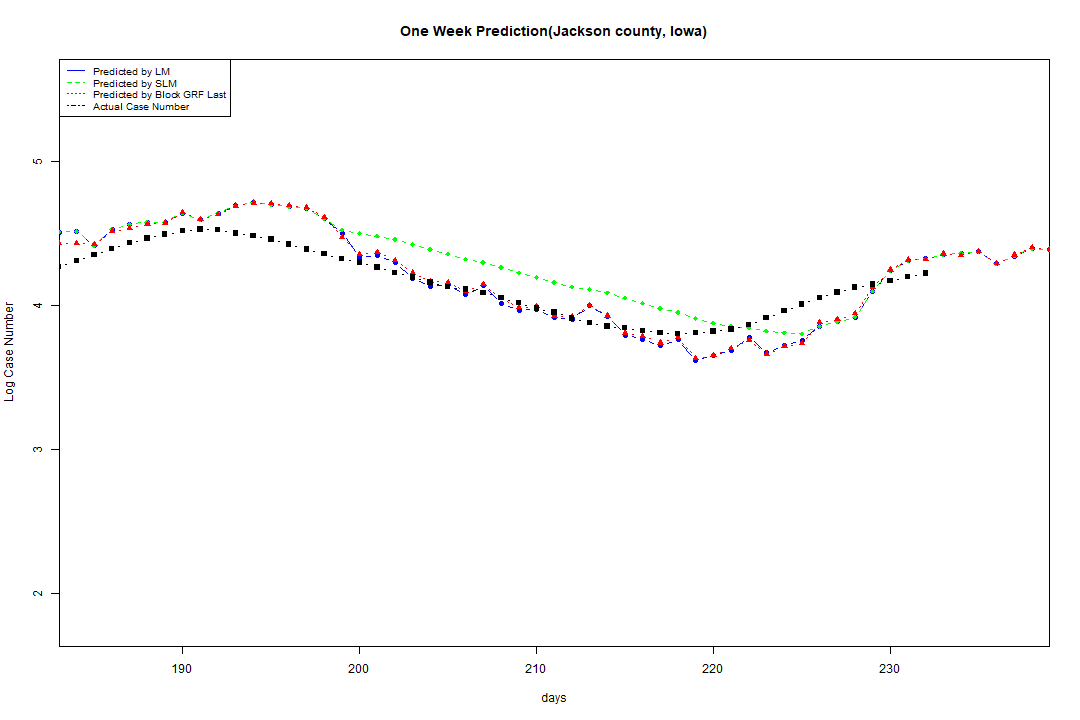 One Week Prediction(Jackson county, Iowa)
Predicted by LM
Predicted by SLM
Predicted by Block GRF Last
Actual Case Number
5
4
3
2
Log Case Number
190 200 210 220 230
days